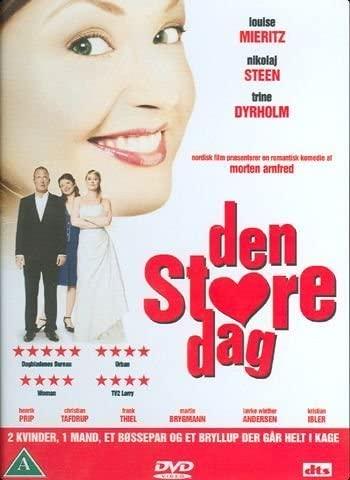 louise
MIERITZ
nikolaj
STEEN
trine
DYRHOLM
nordisk film præsenterer en romantisk komedie af
morten arnfred
den
Støre
dag
Dagbladenes Bureau
Urban
Woman
TV2 Lorry
henrik
PRIP
christian
TAFDRUP
frank
THIEL
martin
BRYGMANN
lærke winther
ANDERSEN
kristian
IBLER
2 KVINDER, 1 MAND, ET BØSSEPAR OG ET BRYLLUP DER GÅR HELT I KAGE
A
DVD
VIDEO
dts